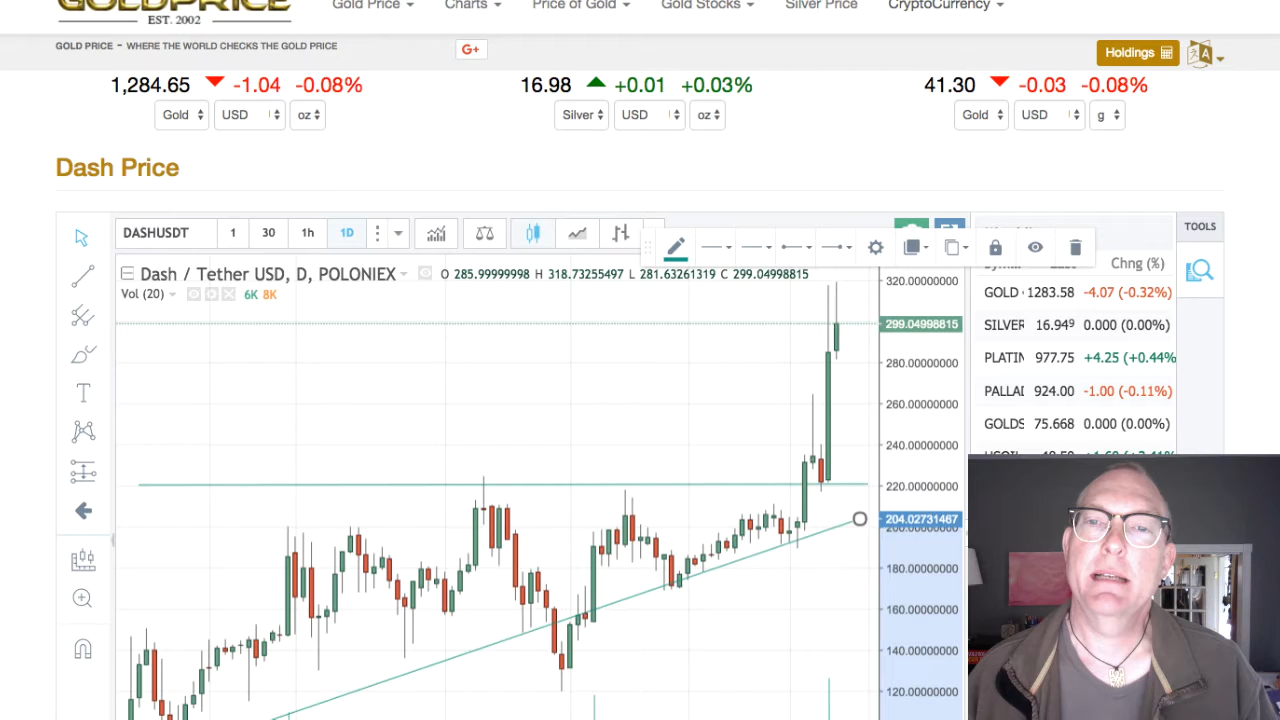 GOLDPRICE
EST. 2002
Gold Price
Charts
Price of Gold
Gold Stocks
Silver Price
CryptoCurrency
GOLD PRICE - WHERE THE WORLD CHECKS THE GOLD PRICE
G+
Holdings
A
1,284.65 -1.04 -0.08%
Gold USD oz
16.98 +0.01 +0.03%
Silver USD oz
41.30 -0.03 -0.08%
Gold USD g
Dash Price
DASHUSDT 1 30 1h 1D
TOOLS
Chng (%)
Dash / Tether USD, D, POLONIEX O 285.99999998 H 318.73255497 L 281.63261319 C 299.04998815
Vol (20) 6K 8K
320.00000000
299.04998815
280.00000000
260.00000000
240.00000000
220.00000000
204.02731467
200.00000000
180.00000000
160.00000000
140.00000000
120.00000000
GOLD 1283.58 -4.07 (-0.32%)
SILVER 16.949 0.000 (0.00%)
PLATIN 977.75 +4.25 (+0.44%
PALLAD 924.00 -1.00 (-0.11%)
GOLDS 75.668 0.000 (0.00%)
T